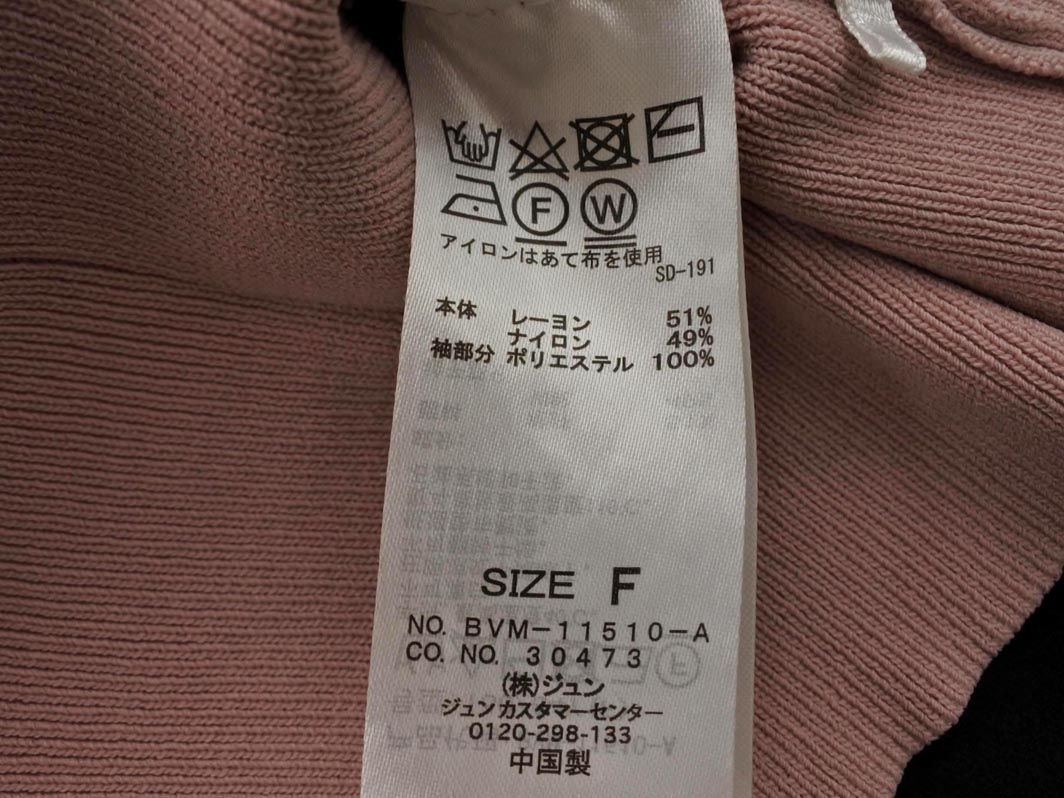 F W
アイロンはあて布を使用
SD-191
本体 レーヨン 51%
ナイロン 49%
袖部分 ポリエステル 100%
SIZE F
NO. BVM-11510-A
CO. NO. 30473
(株)ジュン
ジュンカスタマーセンター
0120-298-133
中国製